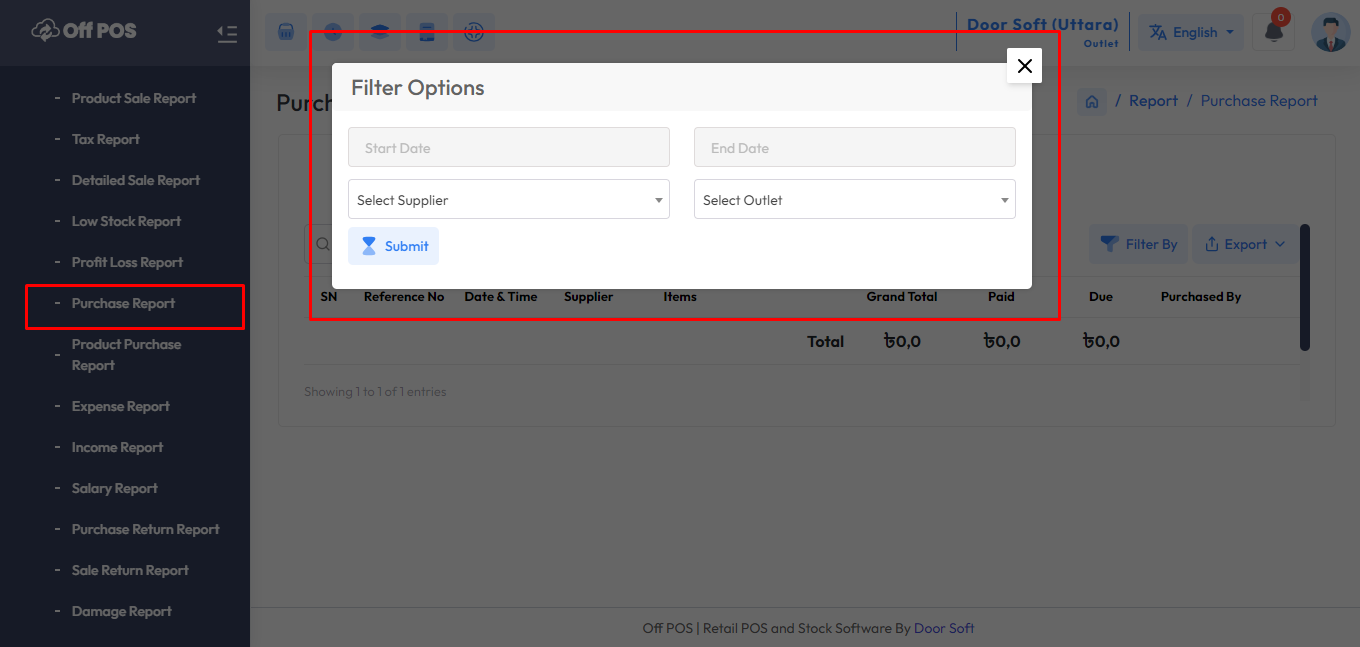 Off POS
Door Soft (Uttara)
Outlet
English
0
Product Sale Report
Tax Report
Detailed Sale Report
Low Stock Report
Profit Loss Report
Purchase Report
Product Purchase
Report
Expense Report
Income Report
Salary Report
Purchase Return Report
Sale Return Report
Damage Report
Purch
/ Report / Purchase Report
Filter Options
Start Date
End Date
Select Supplier
Select Outlet
Submit
Filter By
Export
SN Reference No Date & Time Supplier Items Grand Total Paid Due Purchased By
Total ৳0,0 ৳0,0 ৳0,0
Showing 1 to 1 of 1 entries
Off POS | Retail POS and Stock Software By Door Soft